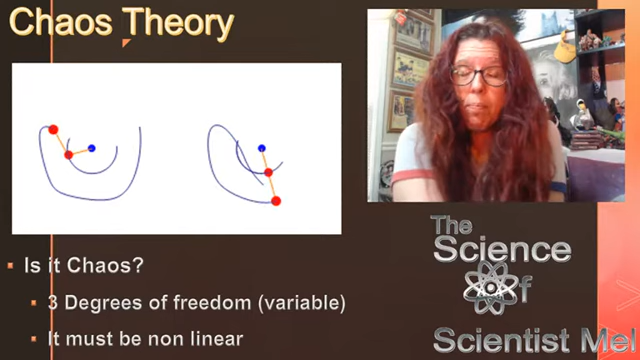 Chaos Theory
Is it Chaos?
3 Degrees of freedom (variable)
It must be non linear
The
Science
of
Scientist Mel